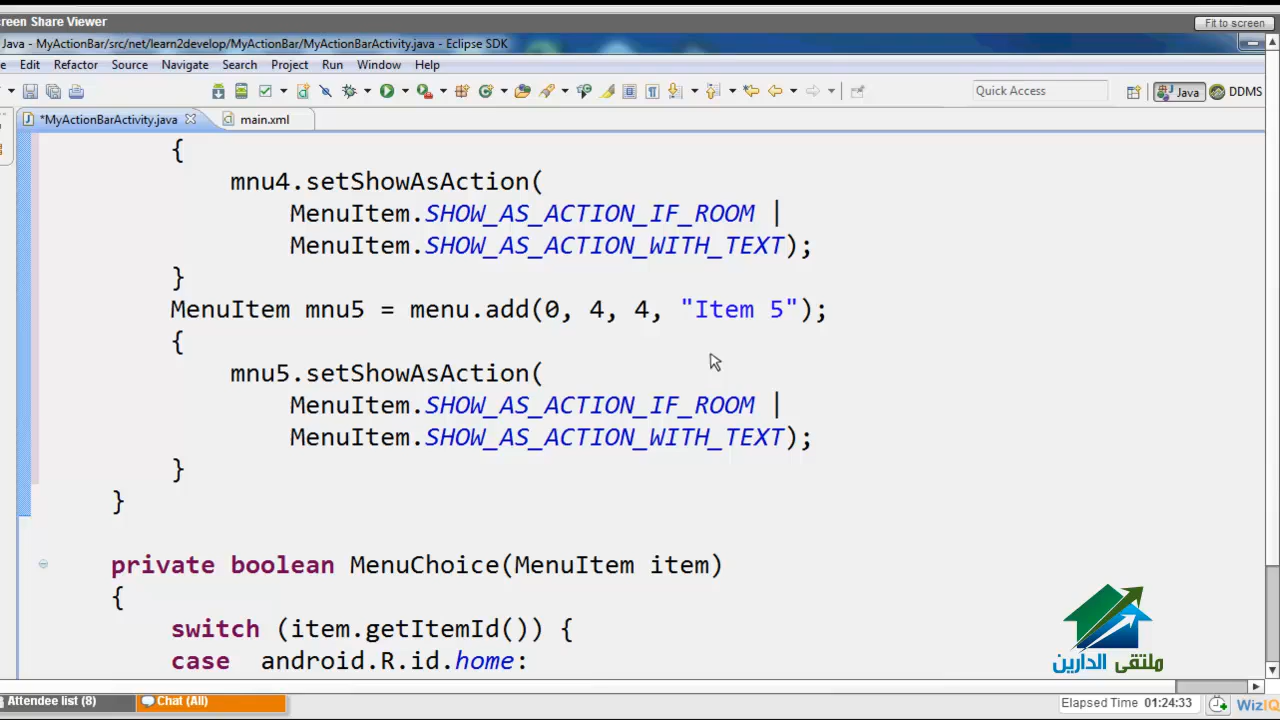 creen Share Viewer
Fit to screen
Java - MyActionBar/src/net/learn2develop/MyActionBar/MyActionBarActivity.java - Eclipse SDK
e Edit Refactor Source Navigate Search Project Run Window Help
Quick Access
Java
DDMS
*MyActionBarActivity.java
main.xml
{
mnu4.setShowAsAction(
MenuItem.SHOW_AS_ACTION_IF_ROOM |
MenuItem.SHOW_AS_ACTION_WITH_TEXT);
}
MenuItem mnu5 = menu.add(0, 4, 4, "Item 5");
{
mnu5.setShowAsAction(
MenuItem.SHOW_AS_ACTION_IF_ROOM |
MenuItem.SHOW_AS_ACTION_WITH_TEXT);
}
}
private boolean MenuChoice(MenuItem item)
{
switch (item.getItemId()) {
case android.R.id.home:
ملتقى الدارين
Attendee list (8)
Chat (All)
Elapsed Time 01:24:33
WizIQ